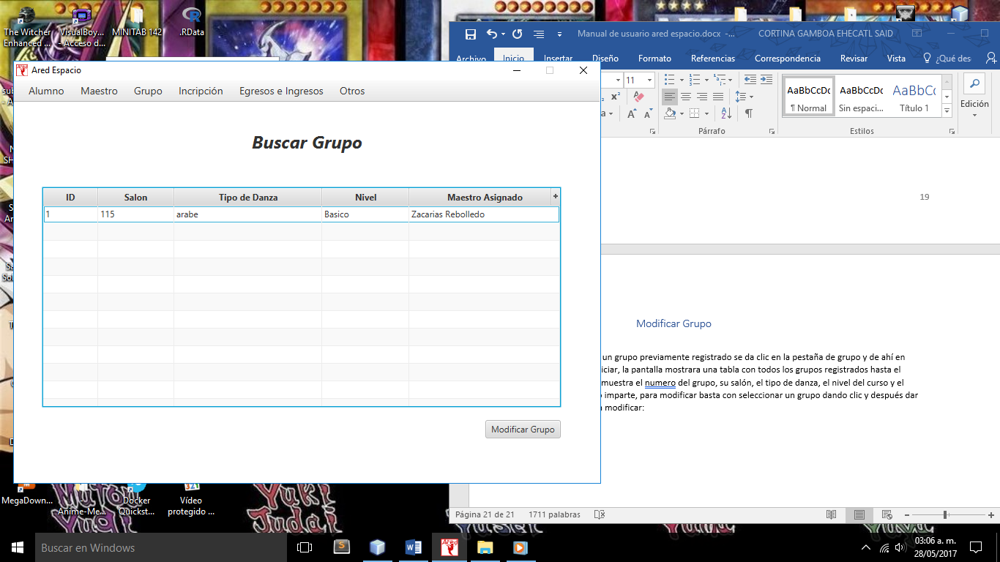 The Witcher
Enhanced ...
VisualBoy...
- Acceso d...
MINITAB 142
.RData
Manual de usuario ared espacio.docx -...
CORTINA GAMBOA EHECATL SAID
Archivo
Inicio
Insertar
Diseño
Formato
Referencias
Correspondencia
Revisar
Vista
¿Qué des
11
AaBbCcDc
AaBbCcDc
AaBbCc
¶ Normal
Sin espaci...
Título 1
Edición
Párrafo
Estilos
Ared Espacio
Alumno
Maestro
Grupo
Incripción
Egresos e Ingresos
Otros
Buscar Grupo
ID
Salon
Tipo de Danza
Nivel
Maestro Asignado
+
1
115
arabe
Basico
Zacarias Rebolledo
Modificar Grupo
19
Modificar Grupo
un grupo previamente registrado se da clic en la pestaña de grupo y de ahí en
iciar, la pantalla mostrara una tabla con todos los grupos registrados hasta el
muestra el numero del grupo, su salón, el tipo de danza, el nivel del curso y el
o imparte, para modificar basta con seleccionar un grupo dando clic y después dar
modificar:
MegaDown...
Anime-Me...
Docker
Quickst...
Vídeo
protegido ...
Yuki
Judai
Página 21 de 21
1711 palabras
Buscar en Windows
03:06 a. m.
28/05/2017